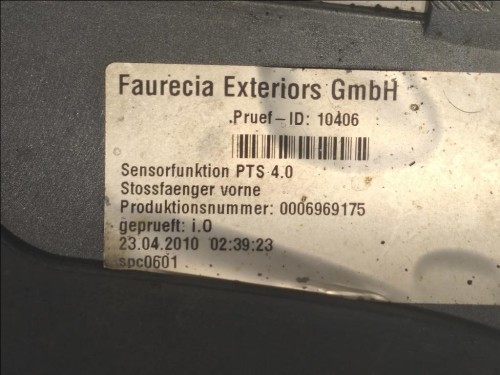 Faurecia Exteriors GmbH
Pruef-ID: 10406
Sensorfunktion PTS 4.0
Stossfaenger vorne
Produktionsnummer: 0006969175
geprueft: i.O
23.04.2010 02:39:23
spc0601